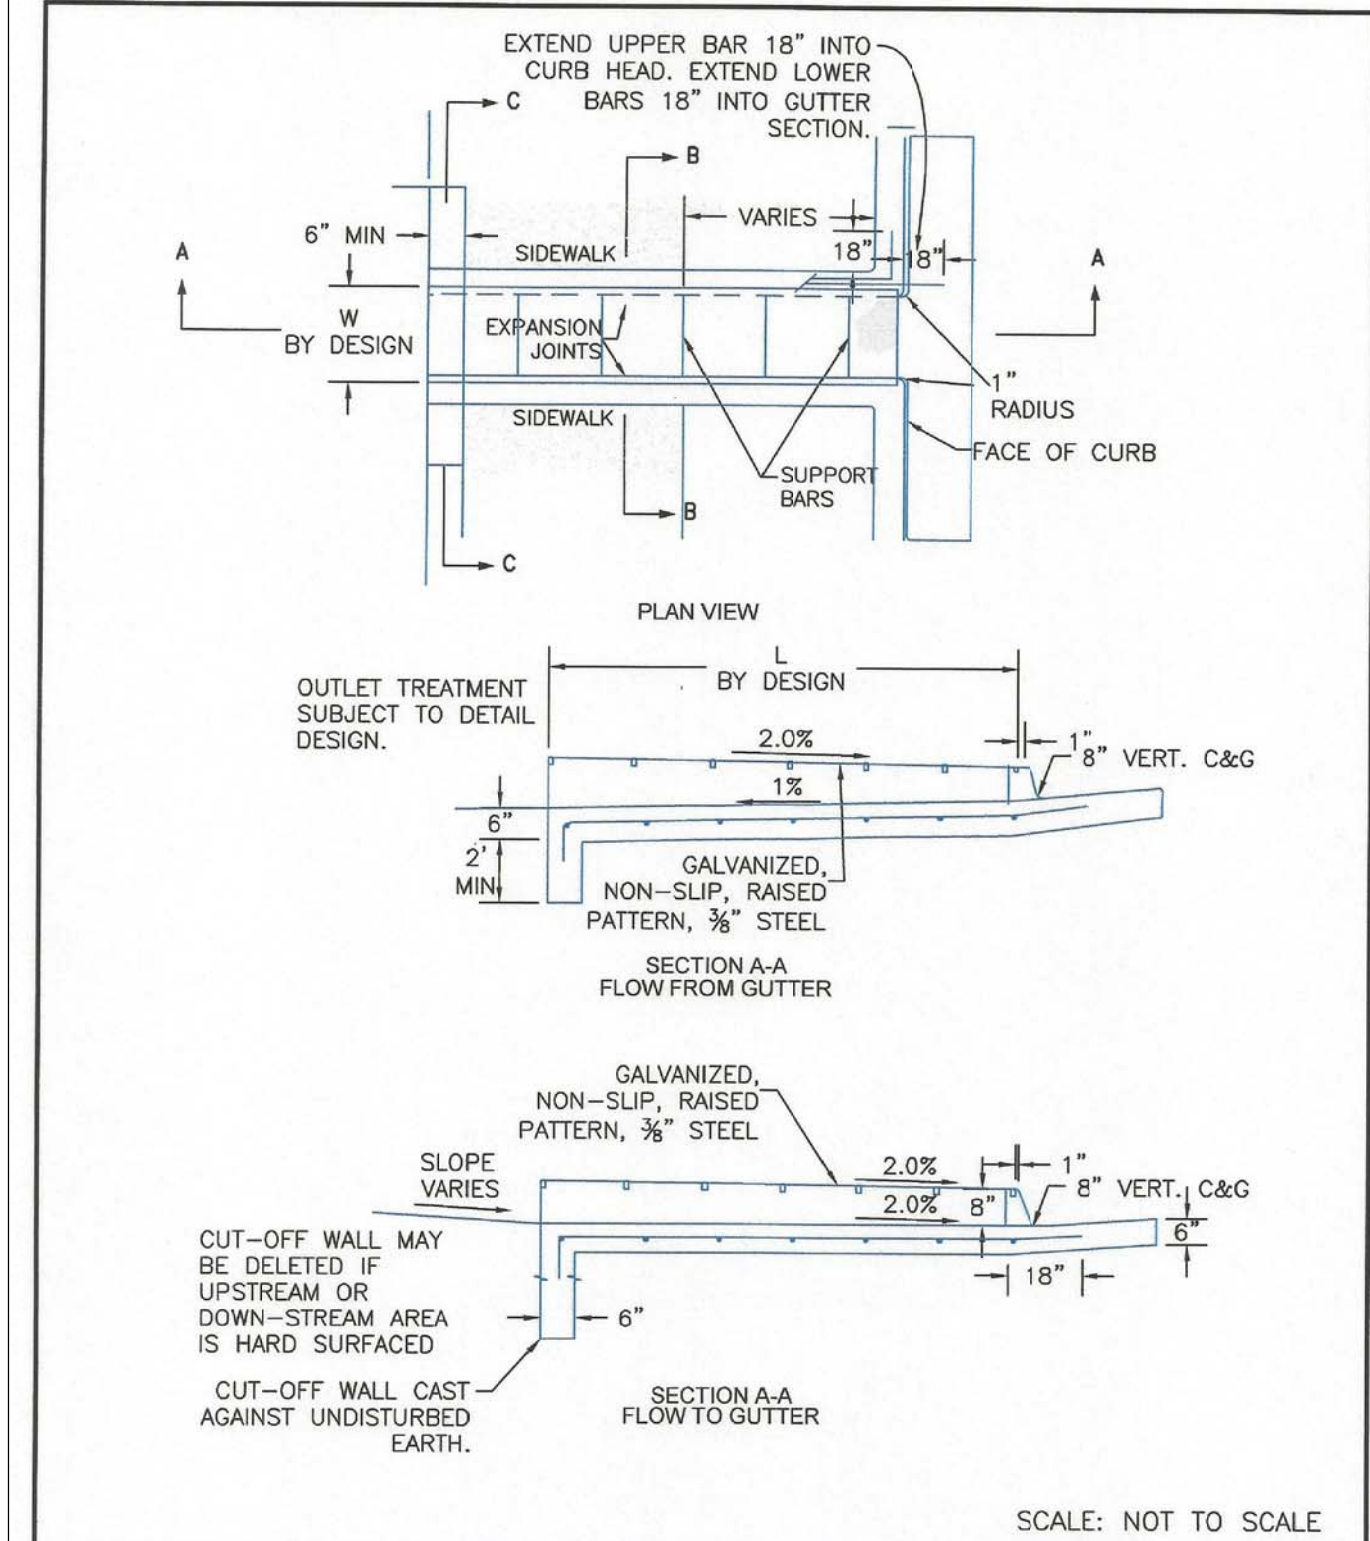 EXTEND UPPER BAR 18" INTO
CURB HEAD. EXTEND LOWER
BARS 18" INTO GUTTER
SECTION.
C
B
VARIES
6" MIN
SIDEWALK
18"
18"
A
A
W
BY DESIGN
EXPANSION
JOINTS
1"
RADIUS
SIDEWALK
FACE OF CURB
SUPPORT
BARS
B
C
PLAN VIEW
L
BY DESIGN
OUTLET TREATMENT
SUBJECT TO DETAIL
DESIGN.
2.0%
1"
8" VERT. C&G
1%
6"
2'
MIN
GALVANIZED,
NON-SLIP, RAISED
PATTERN, ⅜" STEEL
SECTION A-A
FLOW FROM GUTTER
GALVANIZED,
NON-SLIP, RAISED
PATTERN, ⅜" STEEL
SLOPE
VARIES
2.0%
1"
8" VERT. C&G
8"
2.0%
6"
CUT-OFF WALL MAY
BE DELETED IF
UPSTREAM OR
DOWN-STREAM AREA
IS HARD SURFACED
18"
6"
CUT-OFF WALL CAST
AGAINST UNDISTURBED
EARTH.
SECTION A-A
FLOW TO GUTTER
SCALE: NOT TO SCALE